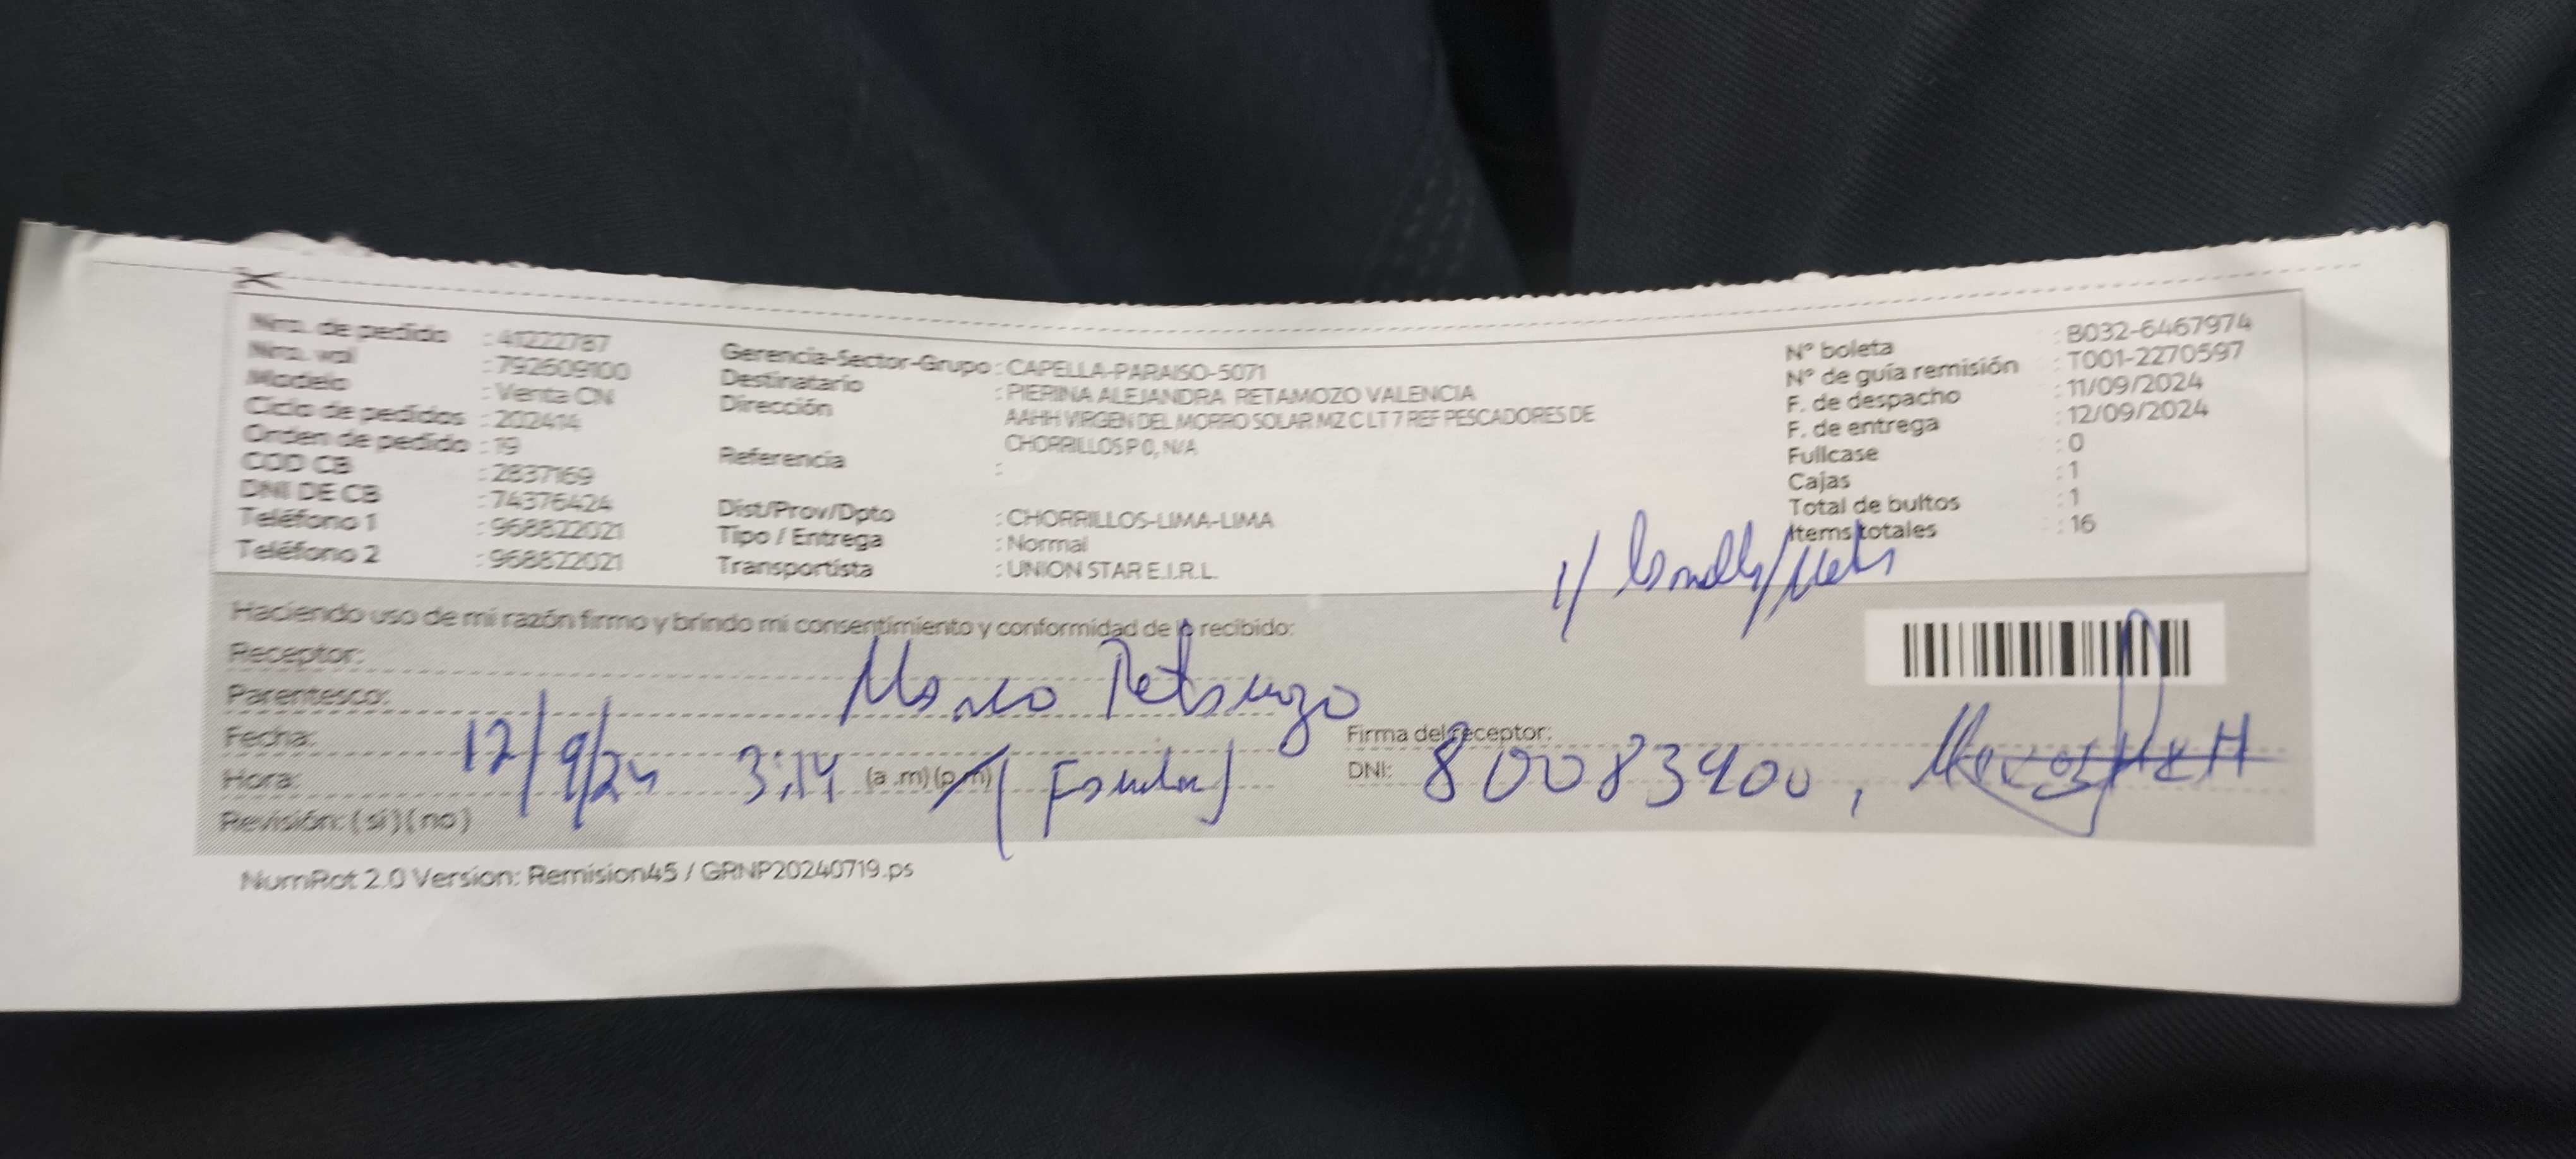 Nro. de pedido : 41222787
Nro. wpl : 792609100
Modelo : Venta CN
Ciclo de pedidos : 202414
Orden de pedido : 19
COD CB : 2837169
DNI DE CB : 74376424
Teléfono 1 : 968822021
Teléfono 2 : 968822021
Gerencia-Sector-Grupo : CAPELLA-PARAISO-5071
Destinatario : PIERINA ALEJANDRA RETAMOZO VALENCIA
Dirección AAHH VIRGEN DEL MORRO SOLAR MZ C LT 7 REF PESCADORES DE
CHORRILLOS P 0, N/A
Referencia :
Dist/Prov/Dpto : CHORRILLOS-LIMA-LIMA
Tipo / Entrega : Normal
Transportista : UNION STAR E.I.R.L.
N° boleta : B032-6467974
N° de guía remisión : T001-2270597
F. de despacho : 11/09/2024
F. de entrega : 12/09/2024
Fullcase : 0
Cajas : 1
Total de bultos : 1
Items totales : 16
Haciendo uso de mi razón firmo y brindo mi consentimiento y conformidad de lo recibido:
Receptor:
Parentesco: Marco Retamozo
Fecha: 12/9/24
Hora: 3:14 (a .m) (p.m)
Revisión: ( si ) ( no )
Firma del receptor:
DNI: 80083900
NumRot 2.0 Version: Remision45 / GRNP20240719.ps